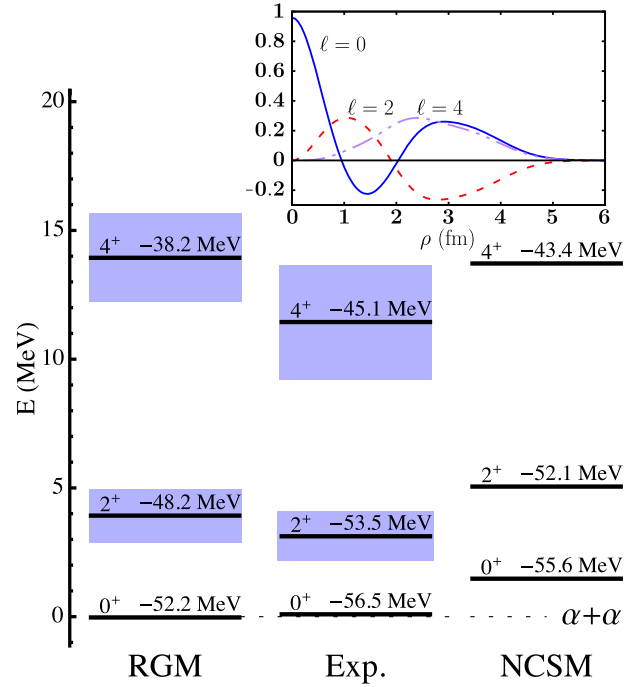 1
0.8
0.6
0.4
0.2
0
−0.2
ℓ = 0
ℓ = 2
ℓ = 4
0 1 2 3 4 5 6
ρ (fm)
E (MeV)
20
15
10
5
0
4⁺ −38.2 MeV
2⁺ −48.2 MeV
0⁺ −52.2 MeV
4⁺ −45.1 MeV
2⁺ −53.5 MeV
0⁺ −56.5 MeV
4⁺ −43.4 MeV
2⁺ −52.1 MeV
0⁺ −55.6 MeV
α+α
RGM Exp. NCSM